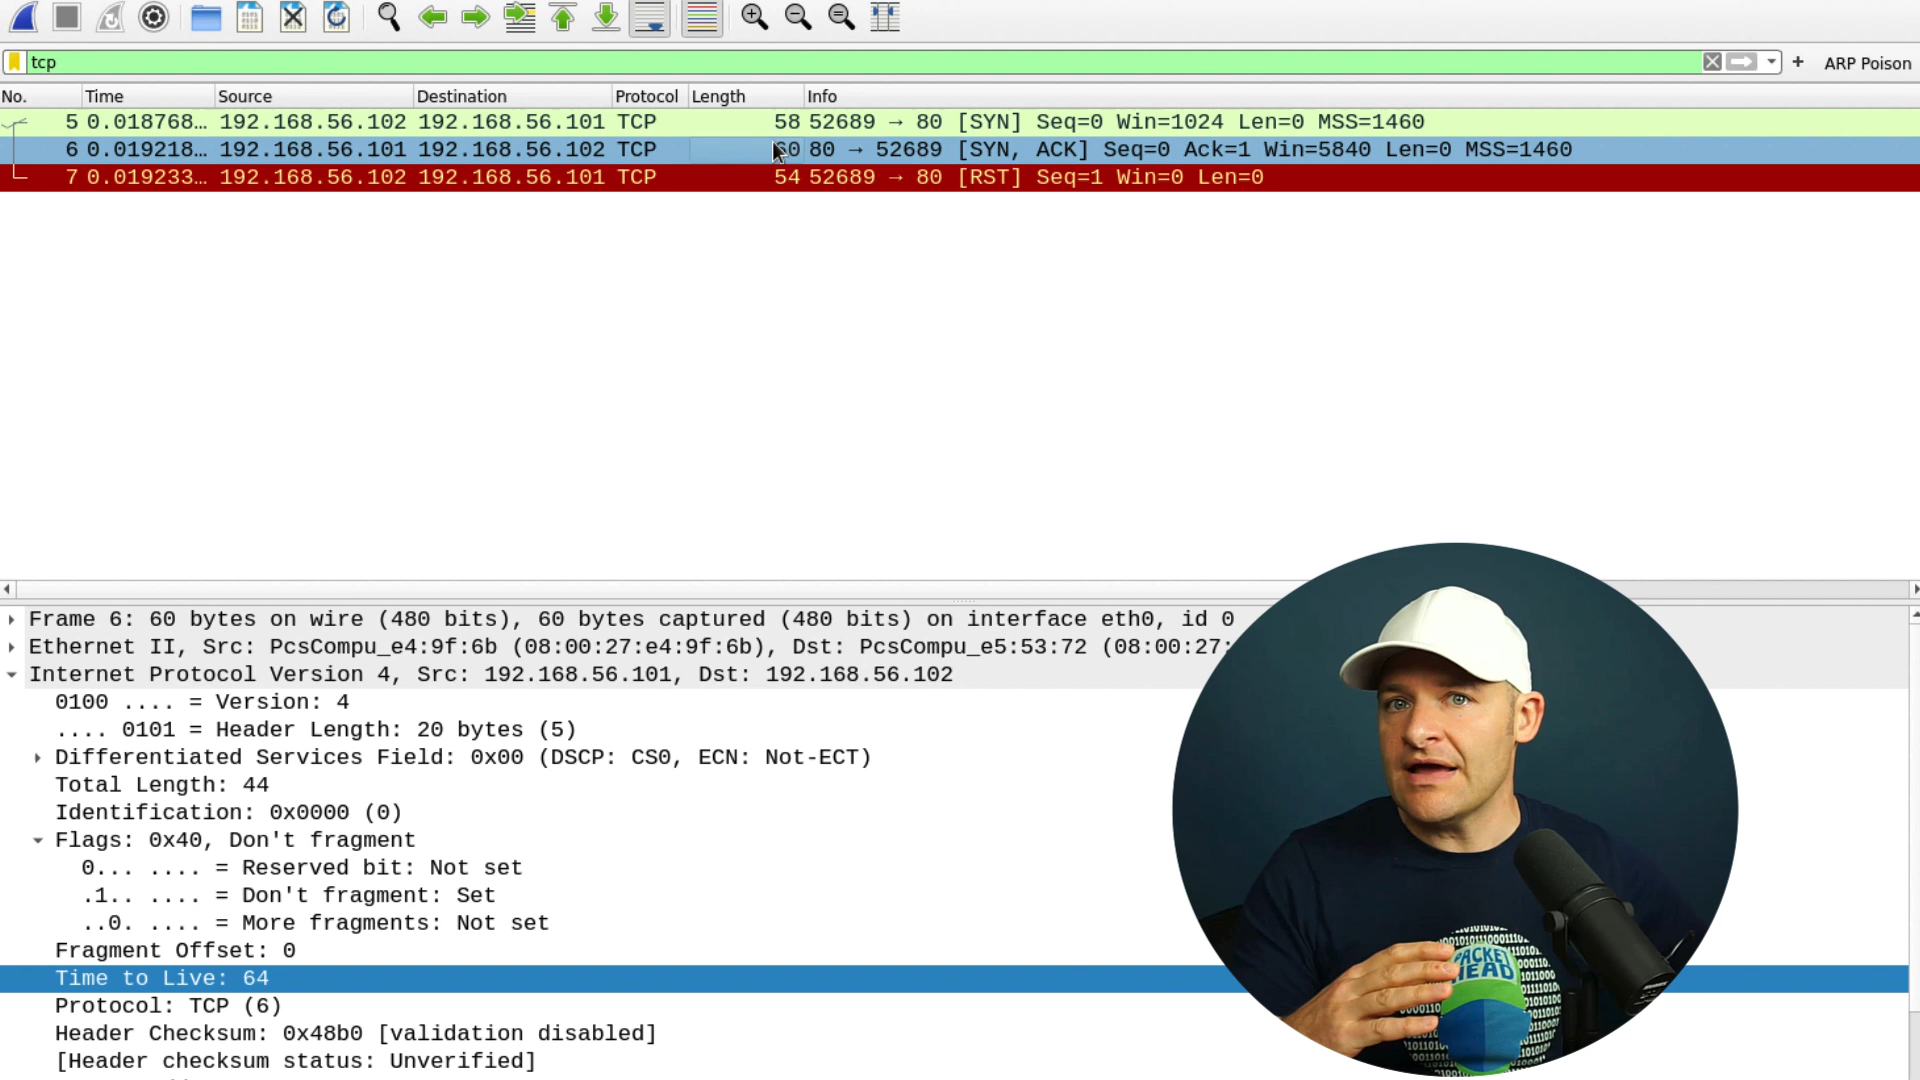 tcp
ARP Poison
No. Time Source Destination Protocol Length Info
5 0.018768… 192.168.56.102 192.168.56.101 TCP 58 52689 → 80 [SYN] Seq=0 Win=1024 Len=0 MSS=1460
6 0.019218… 192.168.56.101 192.168.56.102 TCP 60 80 → 52689 [SYN, ACK] Seq=0 Ack=1 Win=5840 Len=0 MSS=1460
7 0.019233… 192.168.56.102 192.168.56.101 TCP 54 52689 → 80 [RST] Seq=1 Win=0 Len=0
Frame 6: 60 bytes on wire (480 bits), 60 bytes captured (480 bits) on interface eth0, id 0
Ethernet II, Src: PcsCompu_e4:9f:6b (08:00:27:e4:9f:6b), Dst: PcsCompu_e5:53:72 (08:00:27:
Internet Protocol Version 4, Src: 192.168.56.101, Dst: 192.168.56.102
0100 .... = Version: 4
.... 0101 = Header Length: 20 bytes (5)
Differentiated Services Field: 0x00 (DSCP: CS0, ECN: Not-ECT)
Total Length: 44
Identification: 0x0000 (0)
Flags: 0x40, Don't fragment
0... .... = Reserved bit: Not set
.1.. .... = Don't fragment: Set
..0. .... = More fragments: Not set
Fragment Offset: 0
Time to Live: 64
Protocol: TCP (6)
Header Checksum: 0x48b0 [validation disabled]
[Header checksum status: Unverified]
PACKET
HEAD